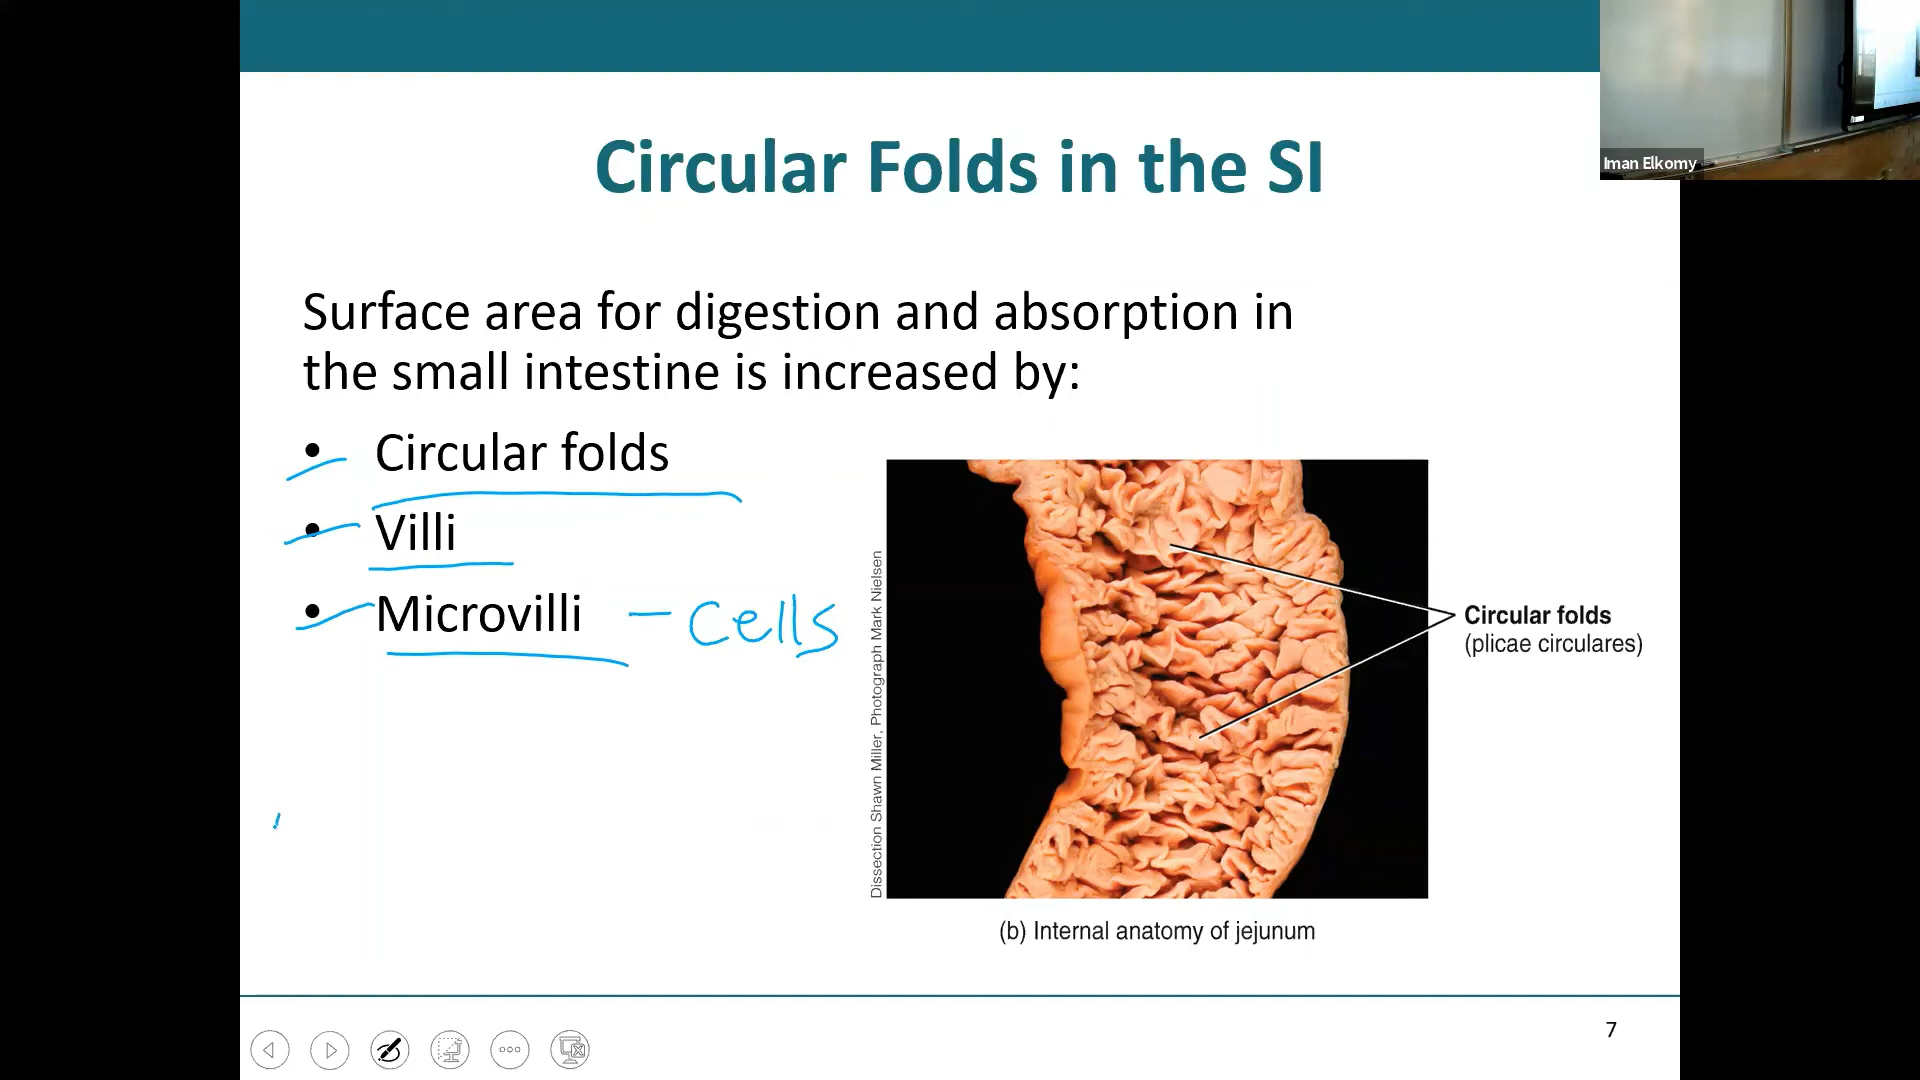 Iman Elkomy
Circular Folds in the SI
Surface area for digestion and absorption in
the small intestine is increased by:
• Circular folds
• Villi
• Microvilli – cells
Dissection Shawn Miller, Photograph Mark Nielsen
Circular folds
(plicae circulares)
(b) Internal anatomy of jejunum
7